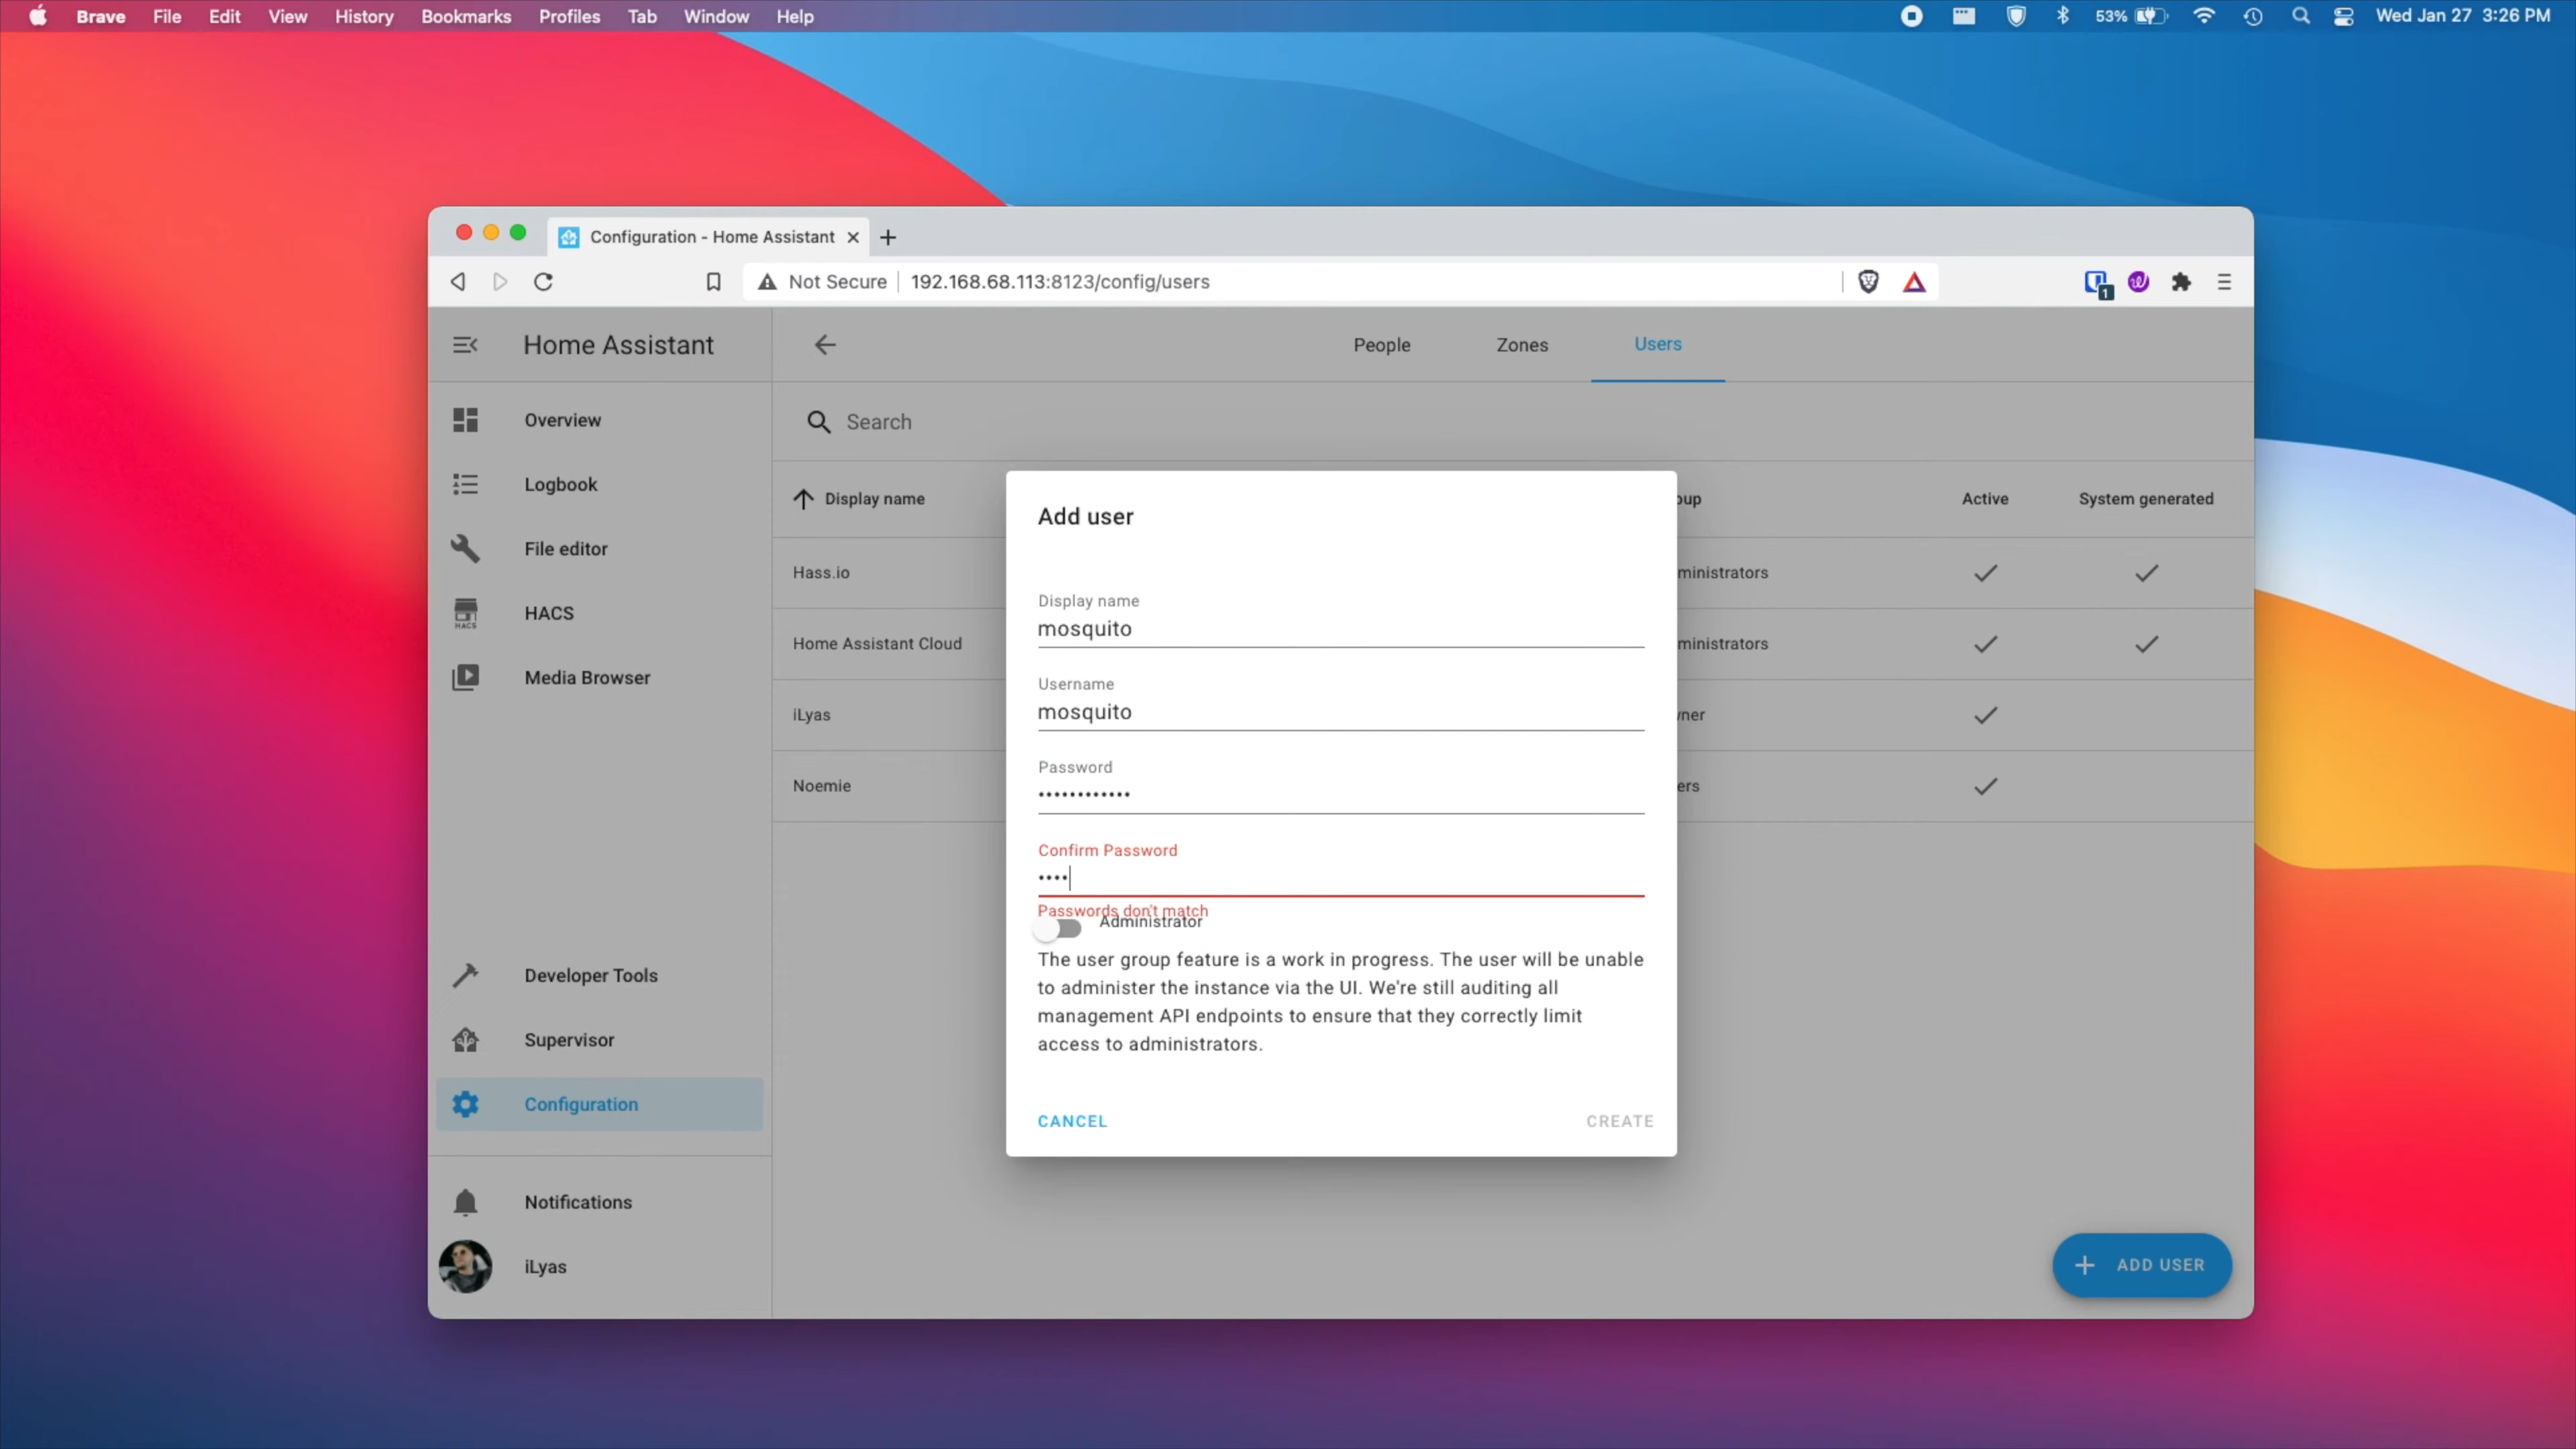 Brave File Edit View History Bookmarks Profiles Tab Window Help 53% Wed Jan 27 3:26 PM
Configuration - Home Assistant
Not Secure 192.168.68.113:8123/config/users 1
Home Assistant People Zones Users
Overview
Logbook
File editor
HACS
HACS
Media Browser
Developer Tools
Supervisor
Configuration
Notifications
iLyas
Search
Display name oup Active System generated
Hass.io ministrators
Home Assistant Cloud ministrators
iLyas ner
Noemie ers
Add user
Display name
mosquito
Username
mosquito
Password
••••••••••••
Confirm Password
••••
Passwords don't match
Administrator
The user group feature is a work in progress. The user will be unable
to administer the instance via the UI. We're still auditing all
management API endpoints to ensure that they correctly limit
access to administrators.
CANCEL CREATE
ADD USER